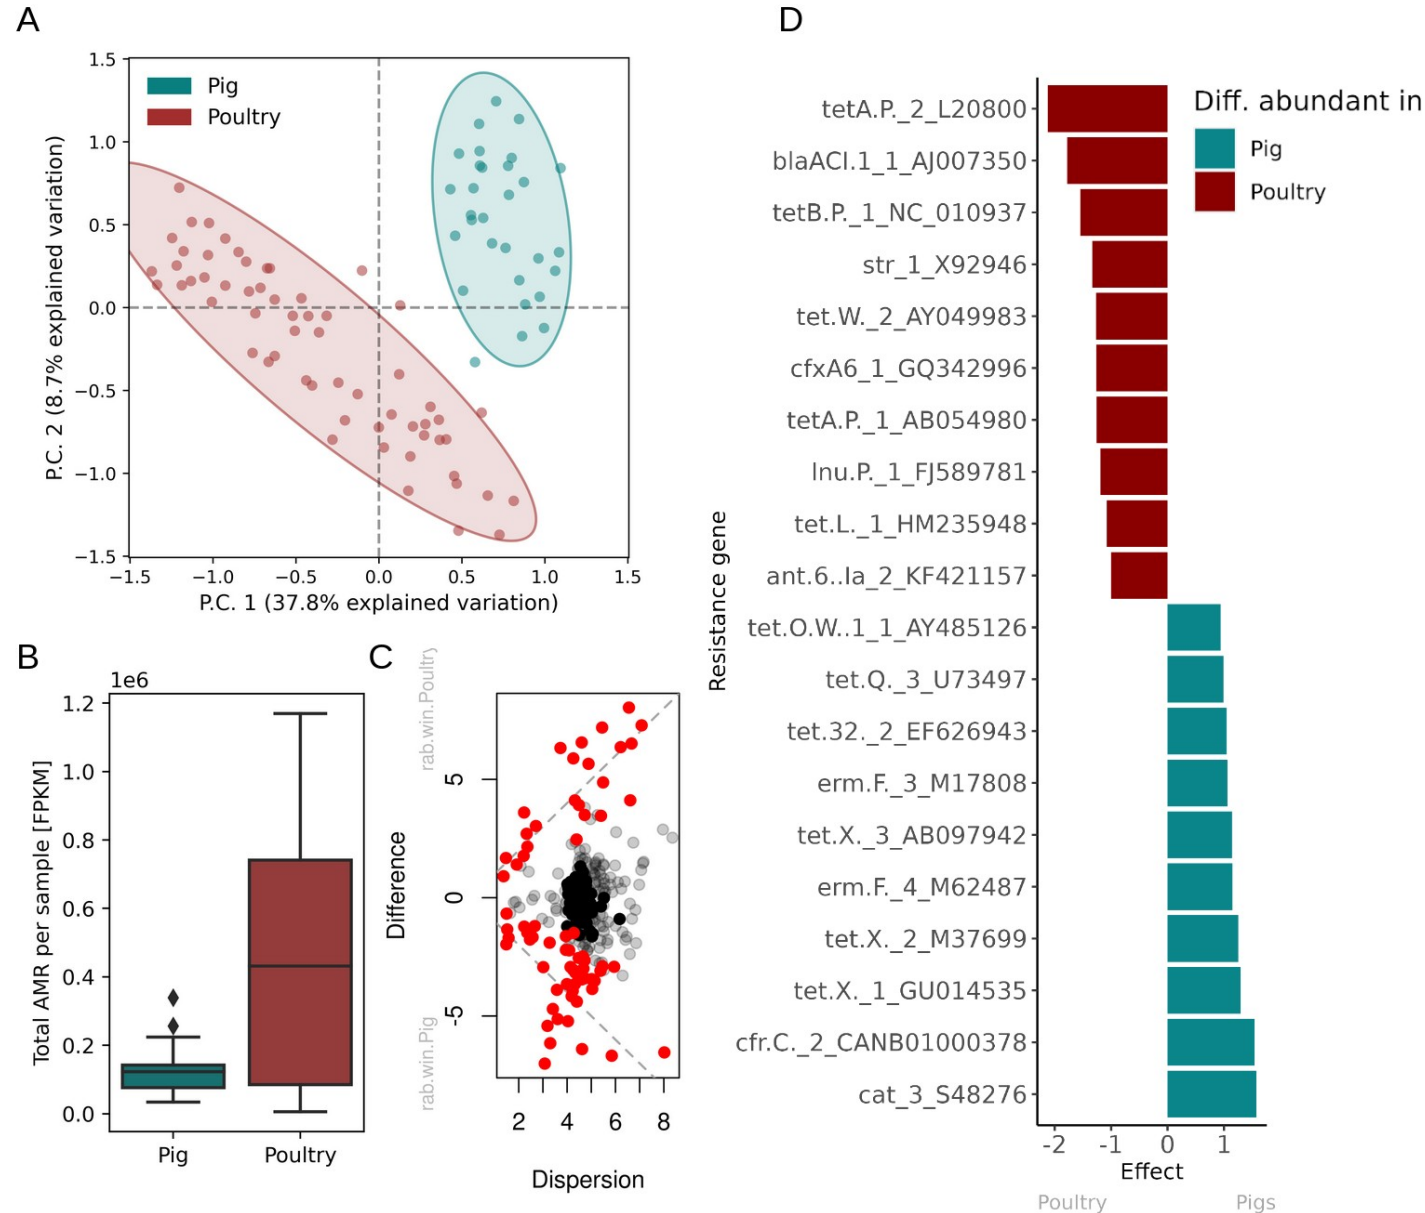 A
Pig
Poultry
P.C. 2 (8.7% explained variation)
1.5
1.0
0.5
0.0
−0.5
−1.0
−1.5
−1.5 −1.0 −0.5 0.0 0.5 1.0 1.5
P.C. 1 (37.8% explained variation)
B
1e6
Total AMR per sample [FPKM]
1.2
1.0
0.8
0.6
0.4
0.2
0.0
Pig Poultry
C
rab.win.Poultry
rab.win.Pig
Difference
5
0
-5
2 4 6 8
Dispersion
D
Resistance gene
tetA.P._2_L20800
blaACI.1_1_AJ007350
tetB.P._1_NC_010937
str_1_X92946
tet.W._2_AY049983
cfxA6_1_GQ342996
tetA.P._1_AB054980
lnu.P._1_FJ589781
tet.L._1_HM235948
ant.6..Ia_2_KF421157
tet.O.W..1_1_AY485126
tet.Q._3_U73497
tet.32._2_EF626943
erm.F._3_M17808
tet.X._3_AB097942
erm.F._4_M62487
tet.X._2_M37699
tet.X._1_GU014535
cfr.C._2_CANB01000378
cat_3_S48276
-2 -1 0 1
Effect
Poultry Pigs
Diff. abundant in
Pig
Poultry